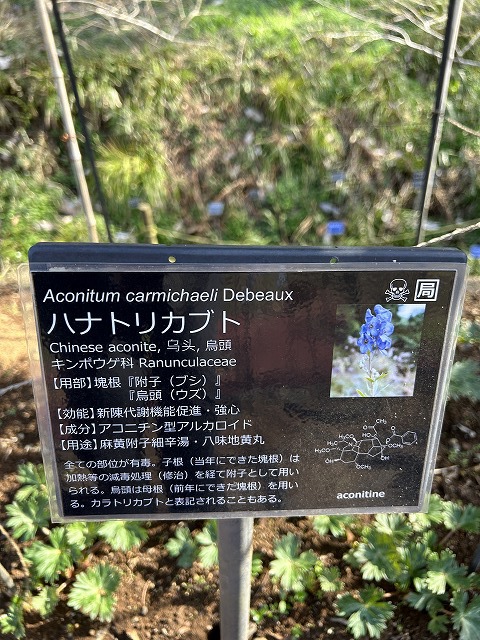 Aconitum carmichaeli Debeaux
局
ハナトリカブト
Chinese aconite, 乌头, 烏頭
キンポウゲ科 Ranunculaceae
【用部】塊根『附子（ブシ）』
『烏頭（ウズ）』
【効能】新陳代謝機能促進・強心
【成分】アコニチン型アルカロイド
【用途】麻黄附子細辛湯・八味地黄丸
全ての部位が有毒。子根（当年にできた塊根）は
加熱等の減毒処理（修治）を経て附子として用い
られる。烏頭は母根（前年にできた塊根）を用い
る。カラトリカブトと表記されることもある。
aconitine